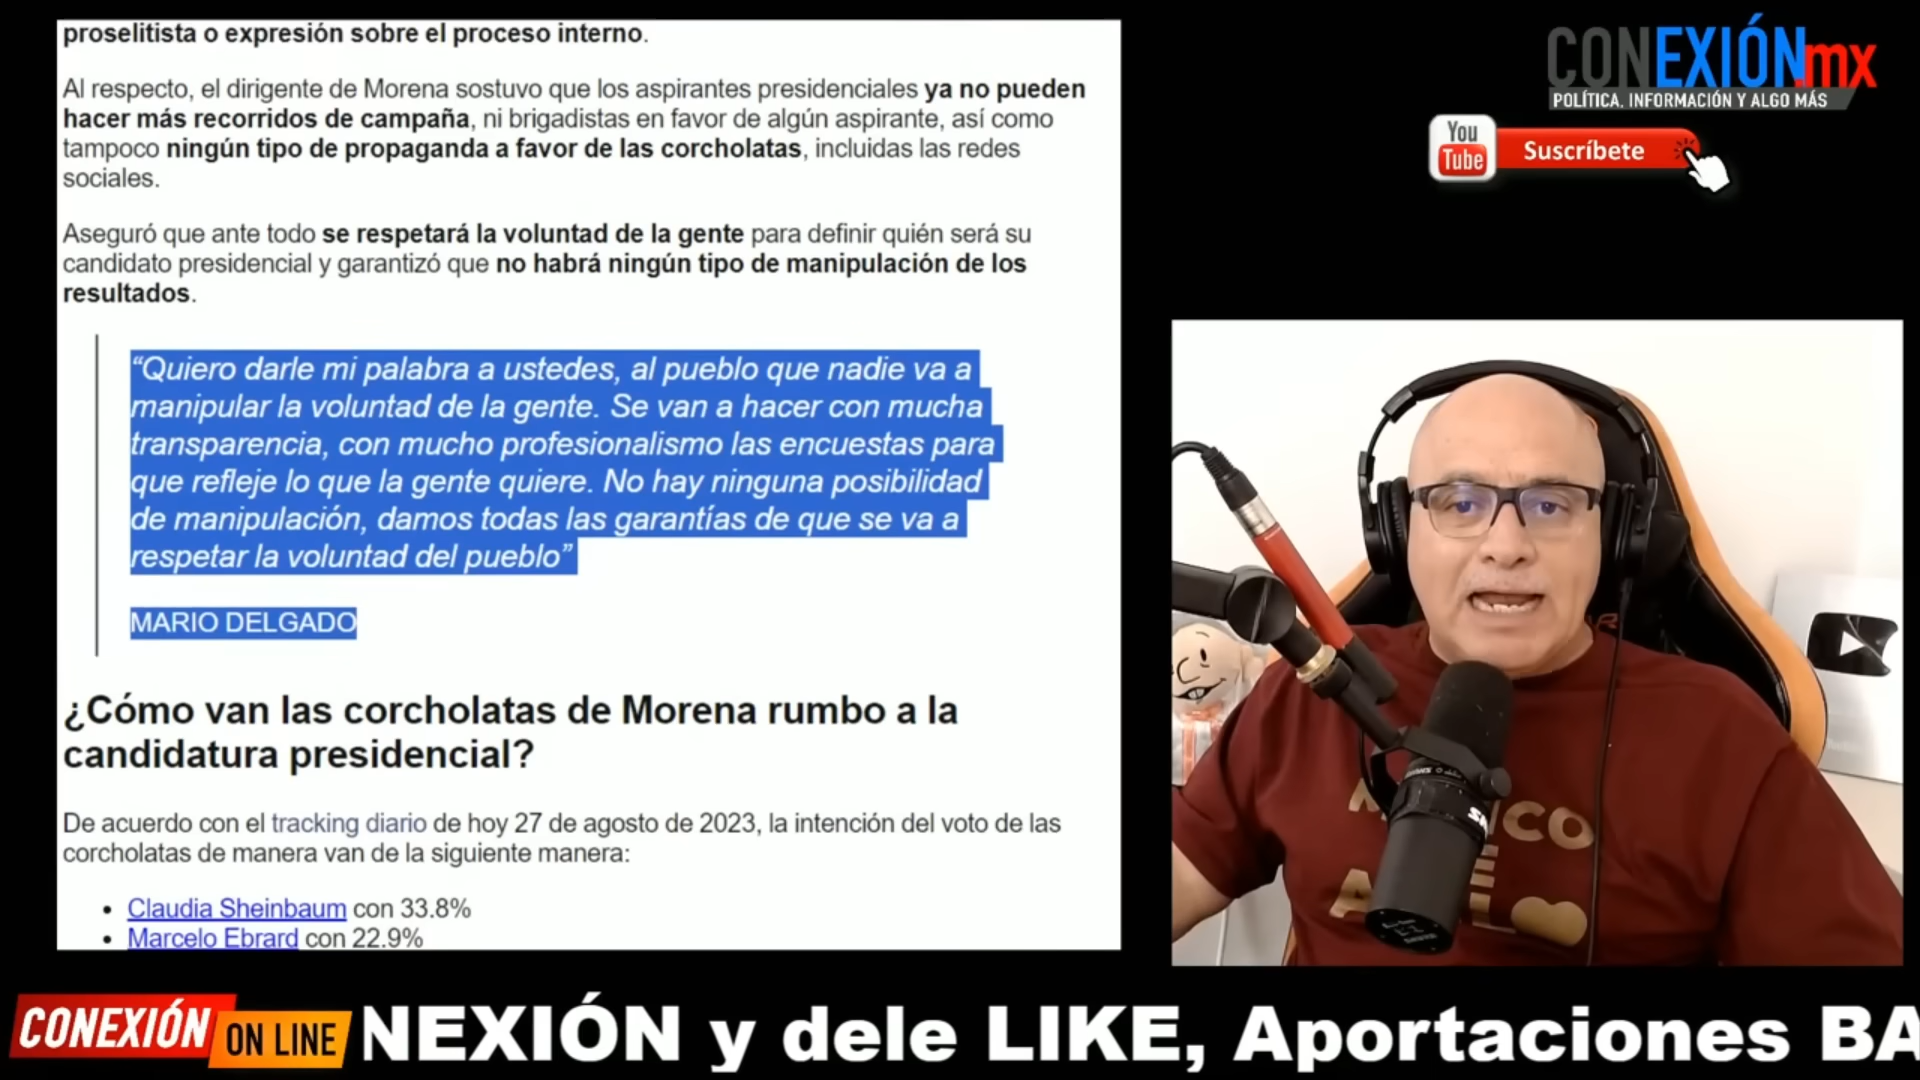 proselitista o expresión sobre el proceso interno.
Al respecto, el dirigente de Morena sostuvo que los aspirantes presidenciales ya no pueden
hacer más recorridos de campaña, ni brigadistas en favor de algún aspirante, así como
tampoco ningún tipo de propaganda a favor de las corcholatas, incluidas las redes
sociales.
Aseguró que ante todo se respetará la voluntad de la gente para definir quién será su
candidato presidencial y garantizó que no habrá ningún tipo de manipulación de los
resultados.
“Quiero darle mi palabra a ustedes, al pueblo que nadie va a
manipular la voluntad de la gente. Se van a hacer con mucha
transparencia, con mucho profesionalismo las encuestas para
que refleje lo que la gente quiere. No hay ninguna posibilidad
de manipulación, damos todas las garantías de que se va a
respetar la voluntad del pueblo”
MARIO DELGADO
¿Cómo van las corcholatas de Morena rumbo a la
candidatura presidencial?
De acuerdo con el tracking diario de hoy 27 de agosto de 2023, la intención del voto de las
corcholatas de manera van de la siguiente manera:
• Claudia Sheinbaum con 33.8%
• Marcelo Ebrard con 22.9%
CONEXIÓN.mx
POLÍTICA, INFORMACIÓN Y ALGO MÁS
You
Tube
Suscríbete
CONEXIÓN
ON LINE
NEXIÓN y dele LIKE, Aportaciones BA